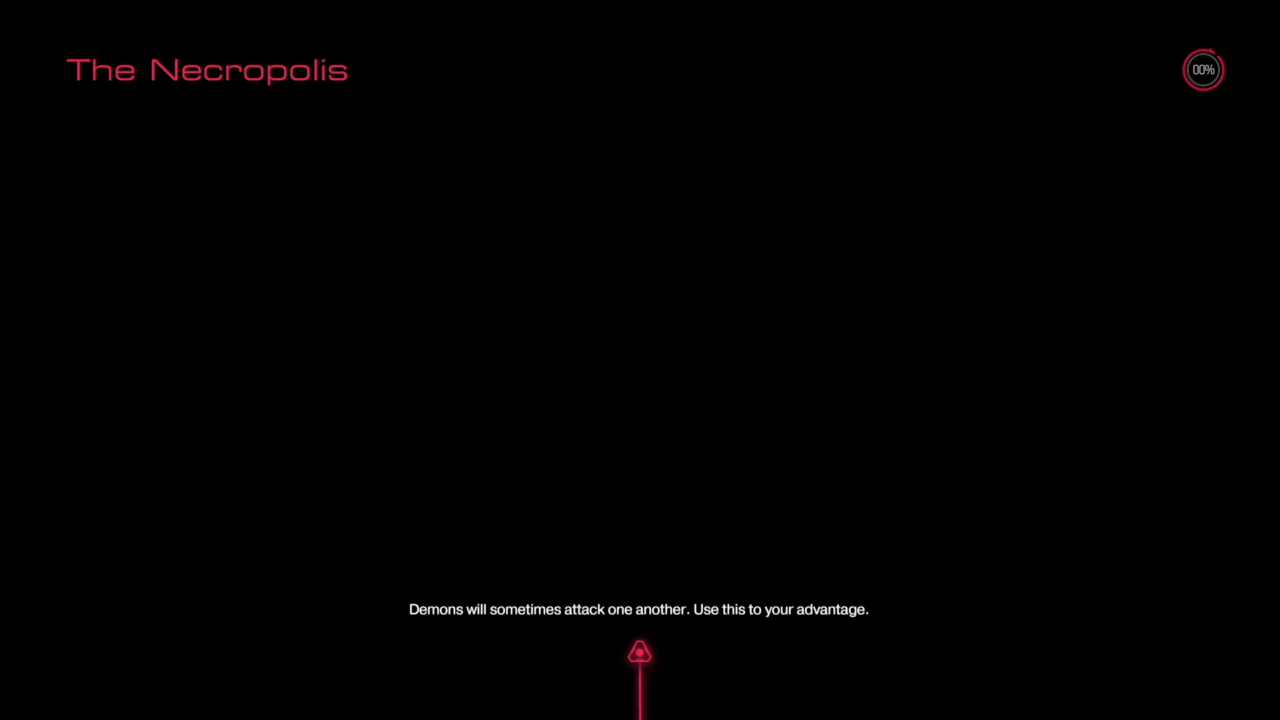 The Necropolis
00%
Demons will sometimes attack one another. Use this to your advantage.